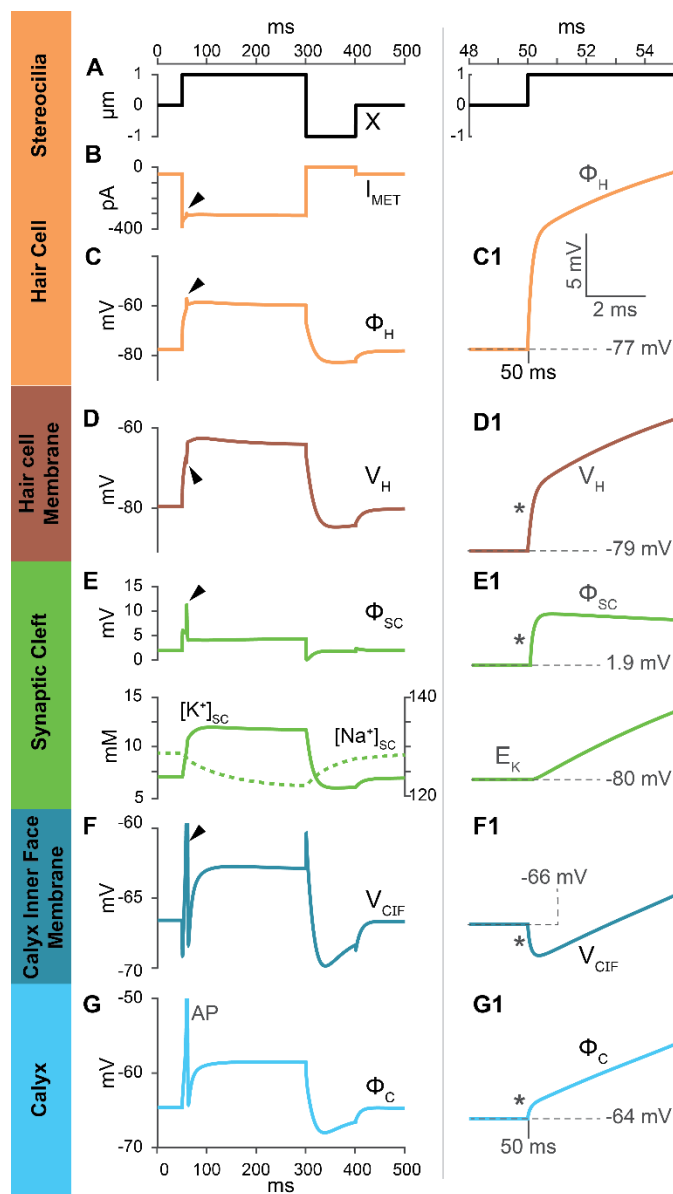 ms
0 100 200 300 400 500
ms
48 50 52 54
Stereocilia
A
1
0
-1
µm
X
1
0
-1
Hair Cell
B
0
-400
pA
I_MET
C
-60
-80
mV
Φ_H
C1
Φ_H
5 mV
2 ms
-77 mV
50 ms
Hair cell
Membrane
D
-60
-80
mV
V_H
D1
V_H
*
-79 mV
Synaptic Cleft
E
15
10
5
0
mV
Φ_SC
E1
Φ_SC
*
1.9 mV
15
10
5
mM
[K⁺]_SC
[Na⁺]_SC
140
120
E_K
-80 mV
Calyx Inner Face
Membrane
F
-60
-65
-70
mV
V_CIF
F1
-66 mV
*
V_CIF
Calyx
G
-50
-60
-70
mV
AP
Φ_C
G1
Φ_C
*
-64 mV
50 ms
0 100 200 300 400 500
ms